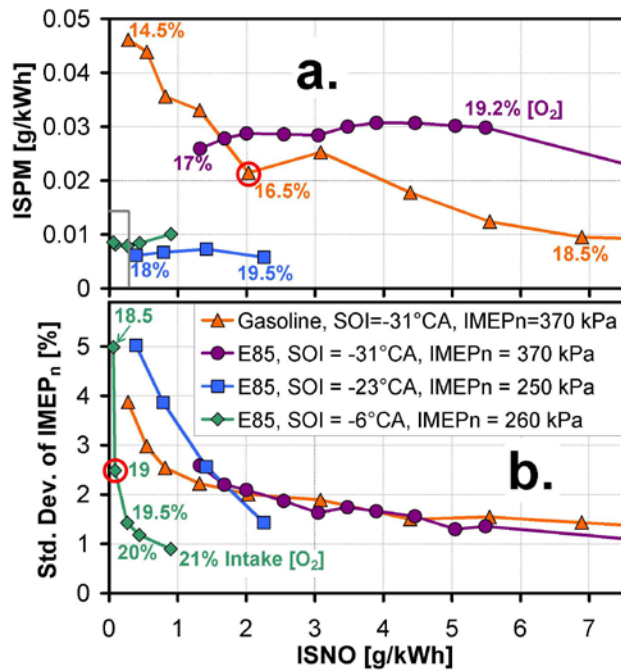 0.05
0.04
0.03
0.02
0.01
0.00
ISPM [g/kWh]
a.
14.5%
17%
16.5%
19.2% [O₂]
18.5%
18%
19.5%
5
4
3
2
1
0
Std. Dev. of IMEPₙ [%]
Gasoline, SOI=-31°CA, IMEPn=370 kPa
E85, SOI = -31°CA, IMEPn = 370 kPa
E85, SOI = -23°CA, IMEPn = 250 kPa
E85, SOI = -6°CA, IMEPn = 260 kPa
18.5
19
19.5%
20%
21% Intake [O₂]
b.
0 1 2 3 4 5 6 7
ISNO [g/kWh]